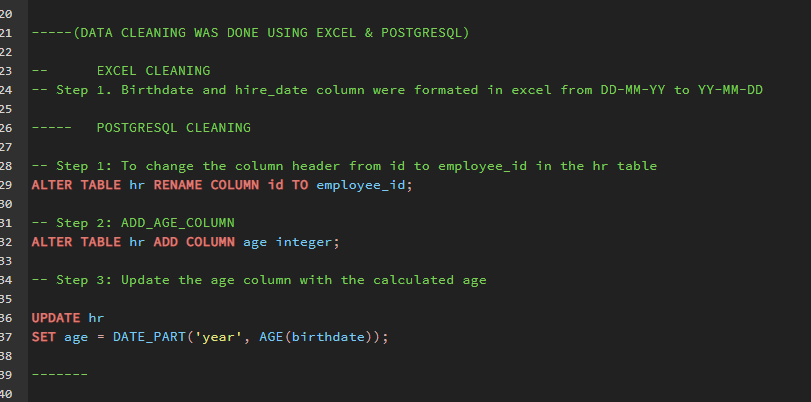 20
21 -----(DATA CLEANING WAS DONE USING EXCEL & POSTGRESQL)
22
23 --      EXCEL CLEANING
24 -- Step 1. Birthdate and hire_date column were formated in excel from DD-MM-YY to YY-MM-DD
25
26 -----   POSTGRESQL CLEANING
27
28 -- Step 1: To change the column header from id to employee_id in the hr table
29 ALTER TABLE hr RENAME COLUMN id TO employee_id;
30
31 -- Step 2: ADD_AGE_COLUMN
32 ALTER TABLE hr ADD COLUMN age integer;
33
34 -- Step 3: Update the age column with the calculated age
35
36 UPDATE hr
37 SET age = DATE_PART('year', AGE(birthdate));
38
39 -------
40